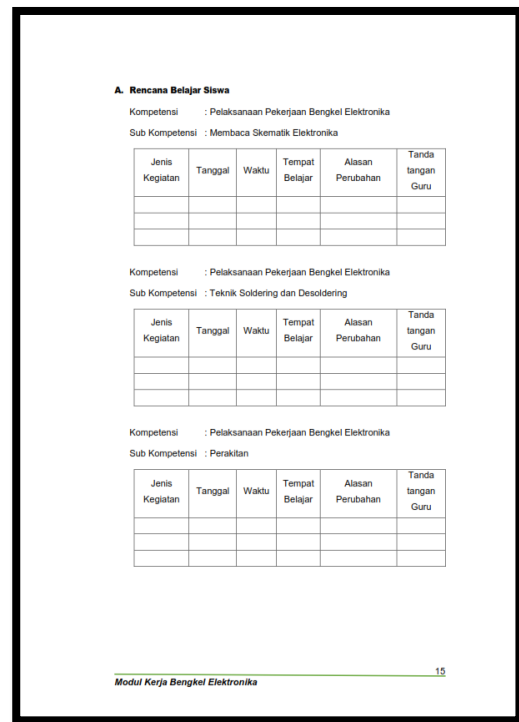 A. Rencana Belajar Siswa
Kompetensi : Pelaksanaan Pekerjaan Bengkel Elektronika
Sub Kompetensi : Membaca Skematik Elektronika
Jenis Kegiatan Tanggal Waktu Tempat Belajar Alasan Perubahan Tanda tangan Guru
Kompetensi : Pelaksanaan Pekerjaan Bengkel Elektronika
Sub Kompetensi : Teknik Soldering dan Desoldering
Jenis Kegiatan Tanggal Waktu Tempat Belajar Alasan Perubahan Tanda tangan Guru
Kompetensi : Pelaksanaan Pekerjaan Bengkel Elektronika
Sub Kompetensi : Perakitan
Jenis Kegiatan Tanggal Waktu Tempat Belajar Alasan Perubahan Tanda tangan Guru
15
Modul Kerja Bengkel Elektronika